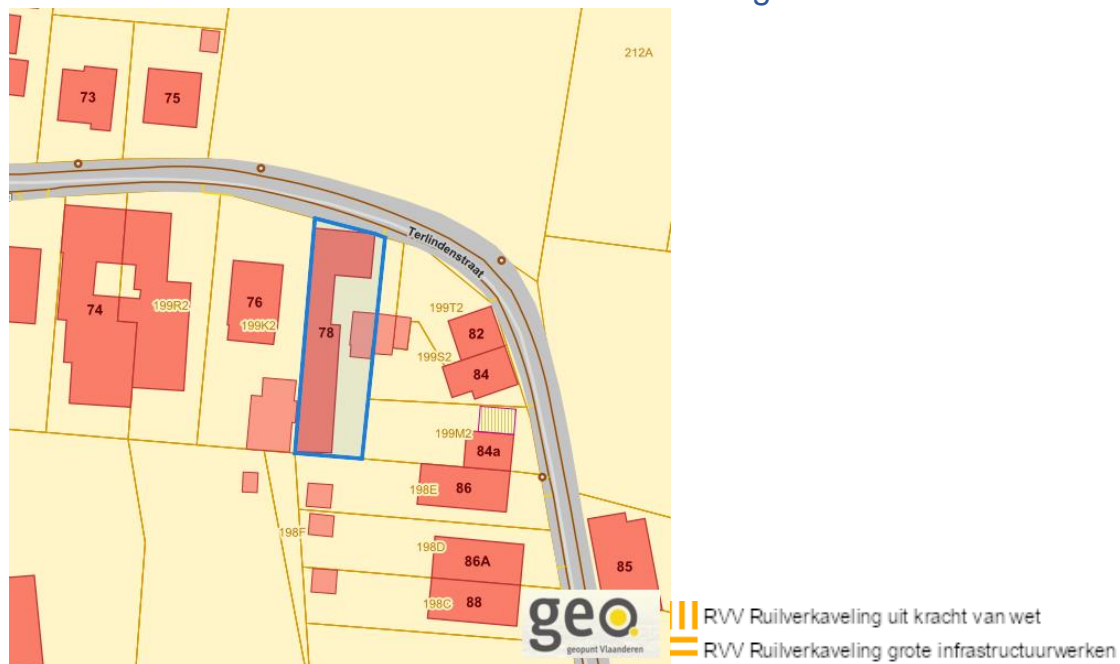 212A
73
75
Terlindenstraat
74
199R2
76
199K2
78
199T2
82
199S2
84
199M2
84a
198E
86
198F
198D
86A
85
198C
88
geo.
geopunt Vlaanderen
RVV Ruilverkaveling uit kracht van wet
RVV Ruilverkaveling grote infrastructuurwerken